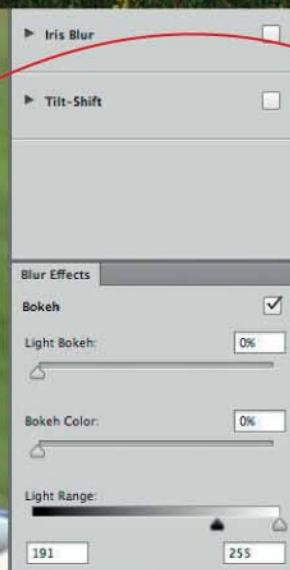 Iris Blur
Tilt-Shift
Blur Effects
Bokeh
Light Bokeh: 0%
Bokeh Color: 0%
Light Range:
191 255